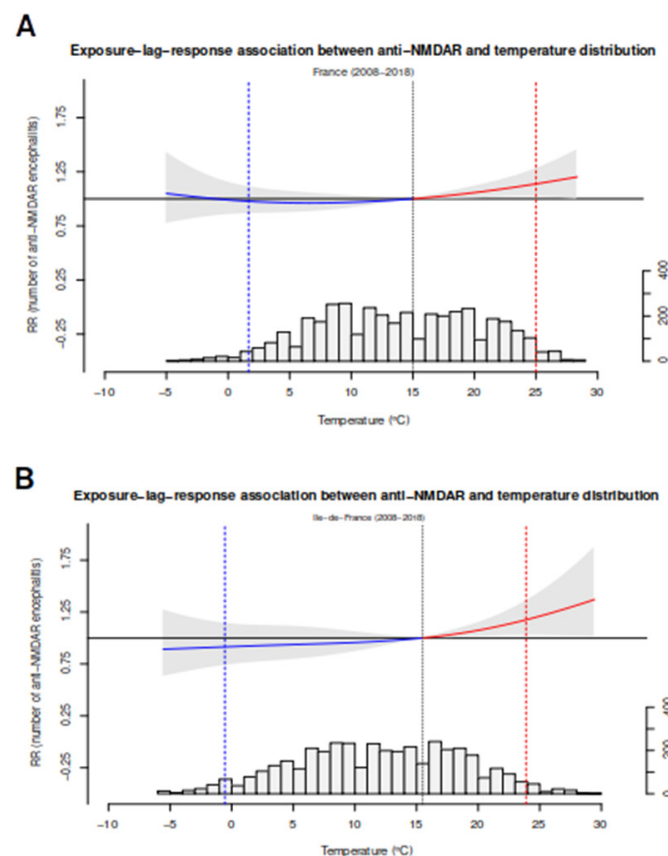 A
Exposure−lag−response association between anti−NMDAR and temperature distribution
France (2008−2018)
RR (number of anti−NMDAR encephalitis)
1.75
1.25
0.75
0.25
−0.25
400
200
0
−10 −5 0 5 10 15 20 25 30
Temperature (ºC)
B
Exposure−lag−response association between anti−NMDAR and temperature distribution
Ile−de−France (2008−2018)
RR (number of anti−NMDAR encephalitis)
1.75
1.25
0.75
0.25
−0.25
400
200
0
−10 −5 0 5 10 15 20 25 30
Temperature (ºC)